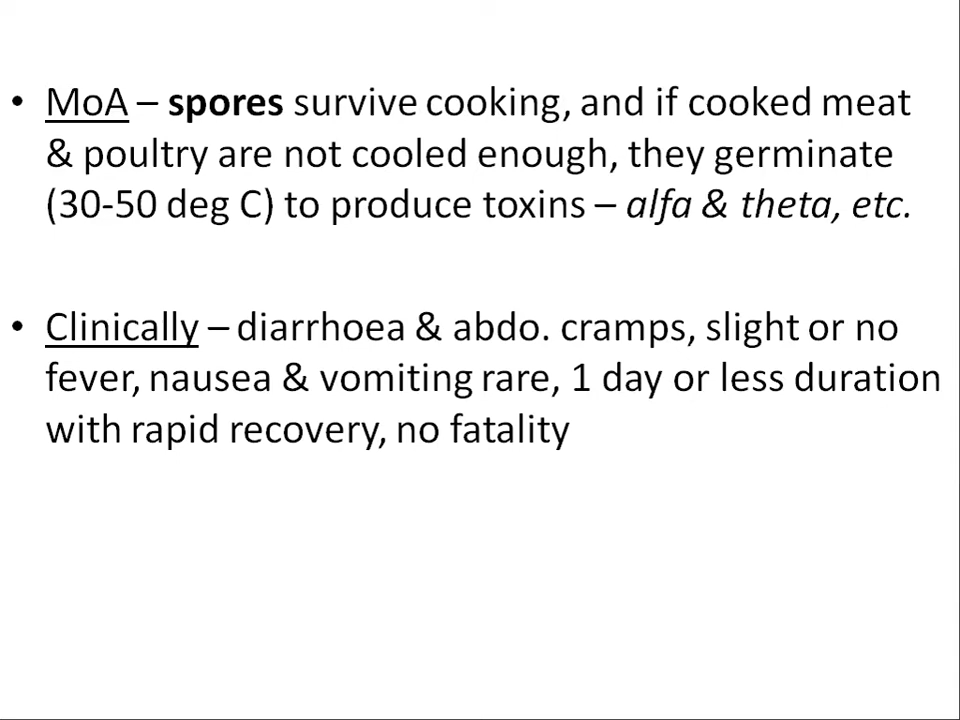 • MoA – spores survive cooking, and if cooked meat
& poultry are not cooled enough, they germinate
(30-50 deg C) to produce toxins – alfa & theta, etc.
• Clinically – diarrhoea & abdo. cramps, slight or no
fever, nausea & vomiting rare, 1 day or less duration
with rapid recovery, no fatality